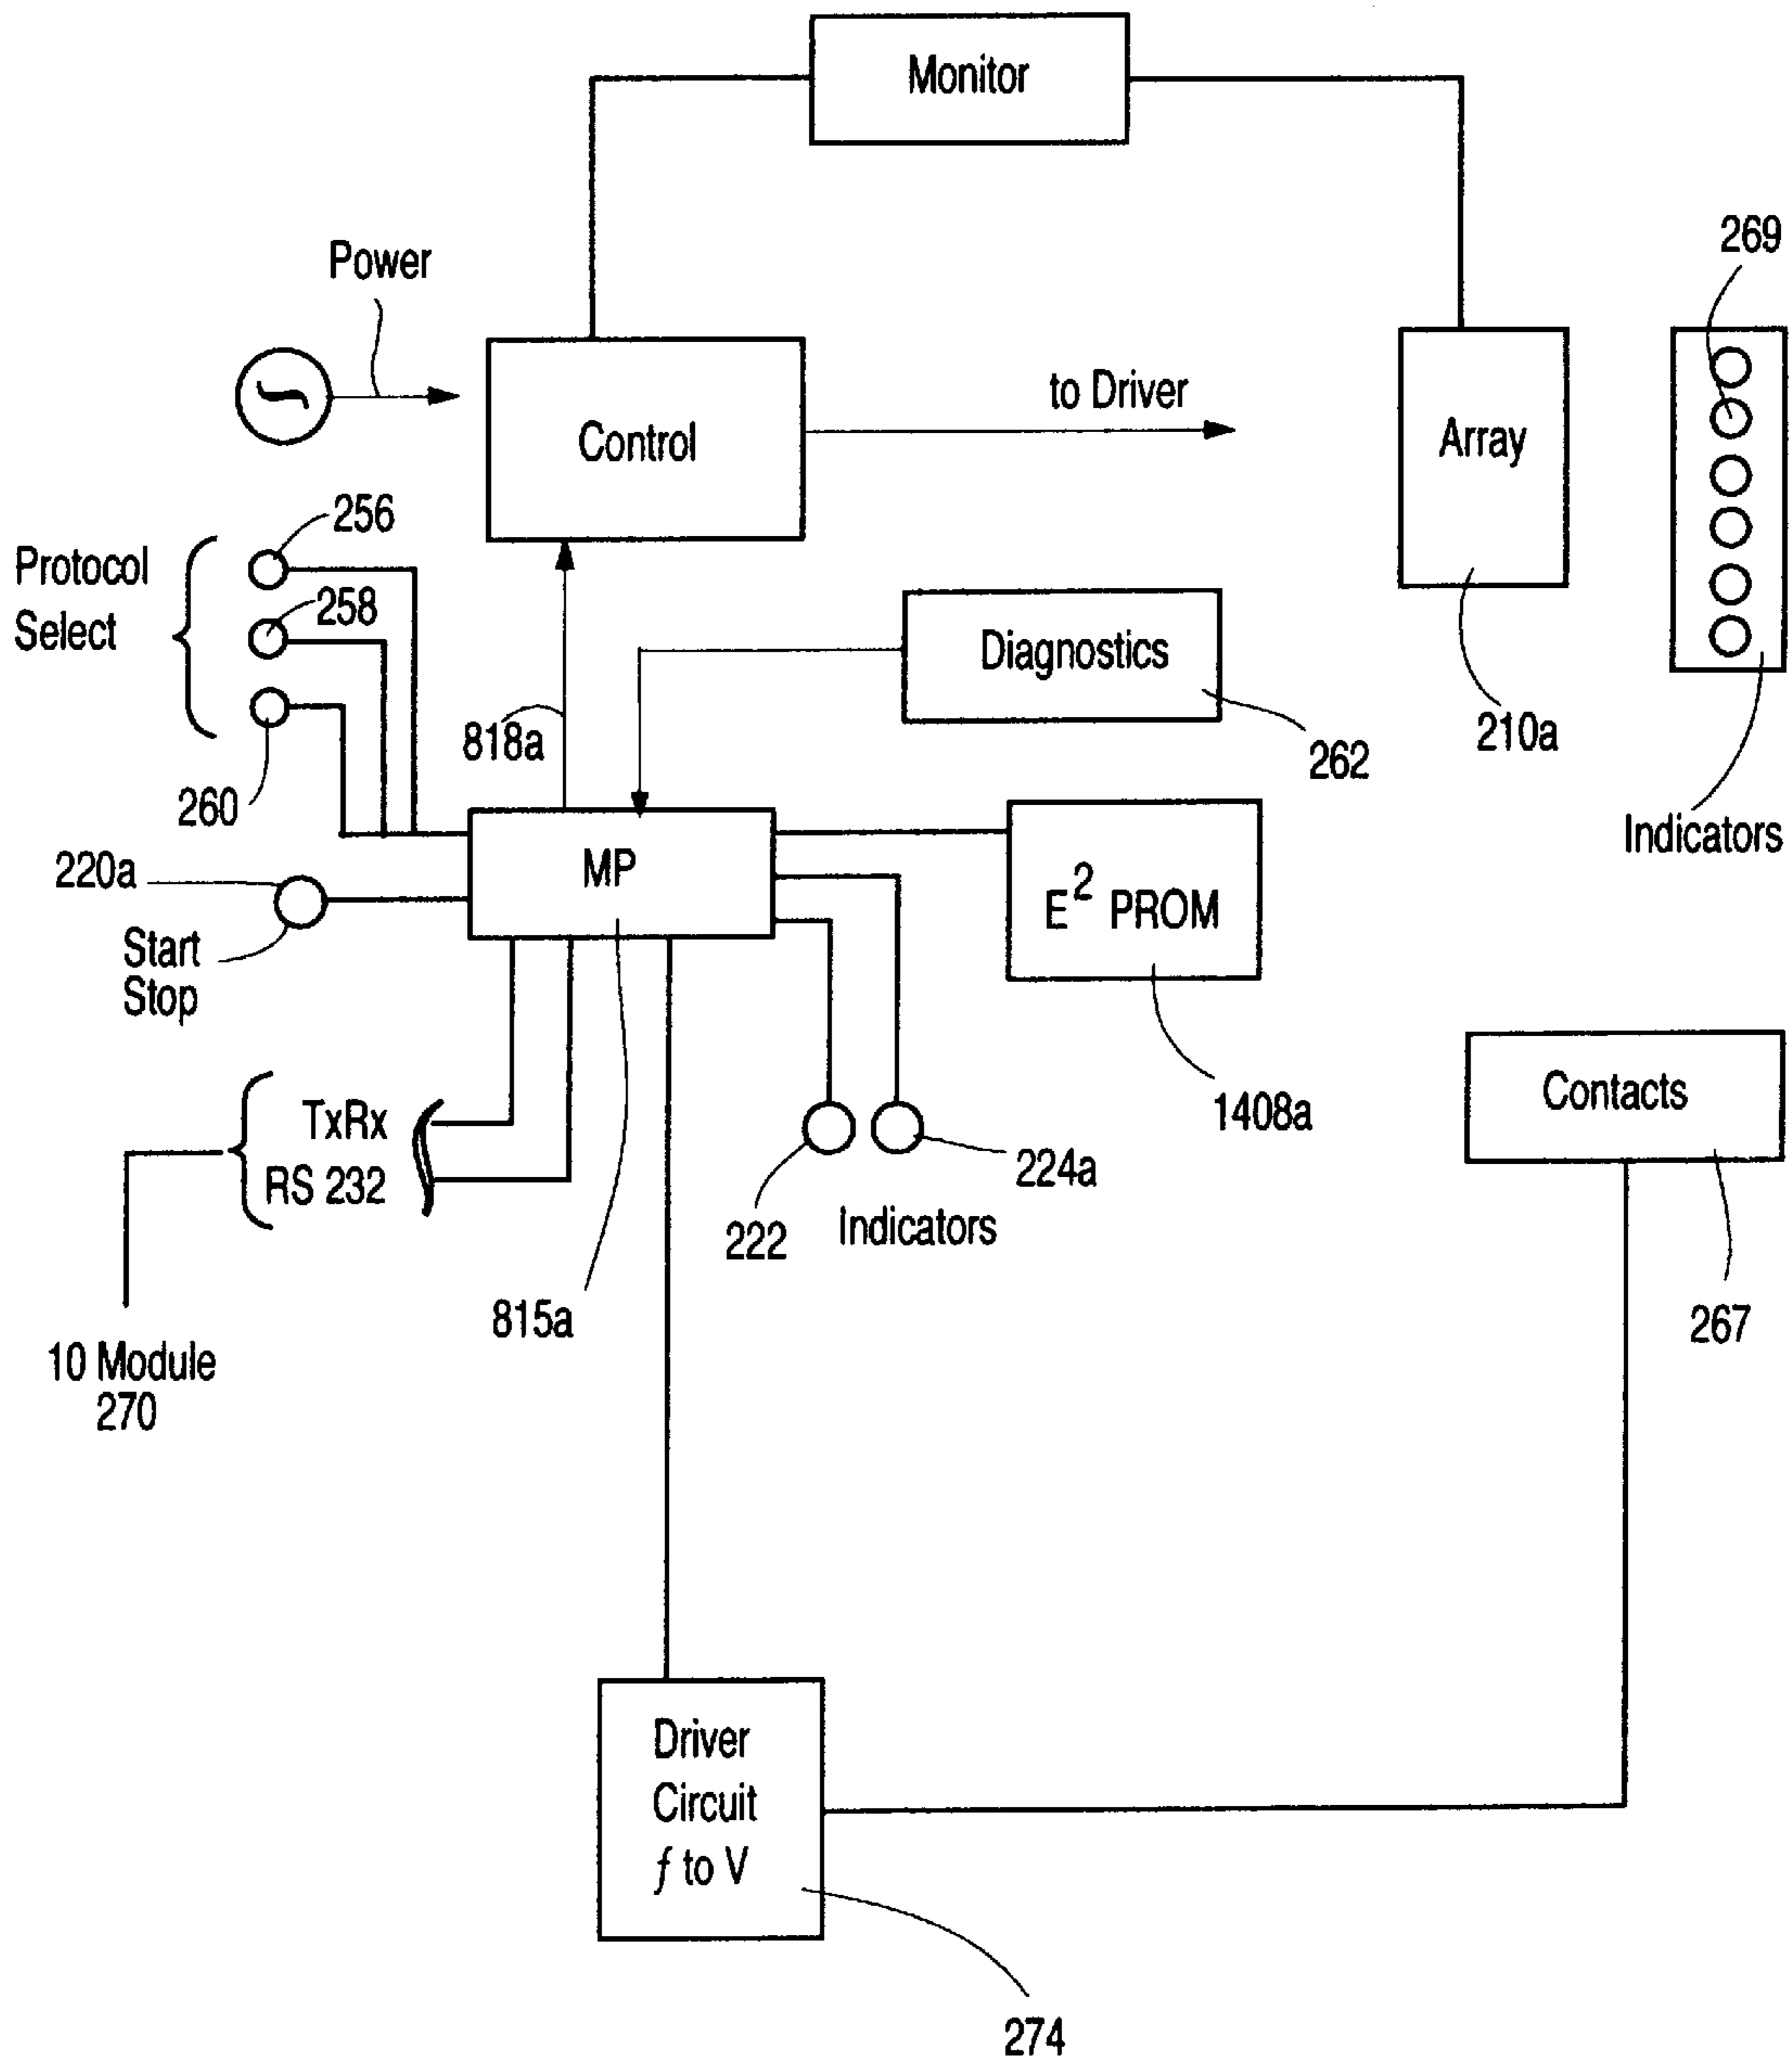 Monitor
269
Power
to Driver
Control
Array
256
Protocol
Select
258
Diagnostics
818a
262
210a
260
Indicators
220a
MP
E² PROM
Start
Stop
1408a
Contacts
TxRx
RS 232
224a
222
Indicators
815a
267
10 Module
270
Driver
Circuit
ƒ to V
274